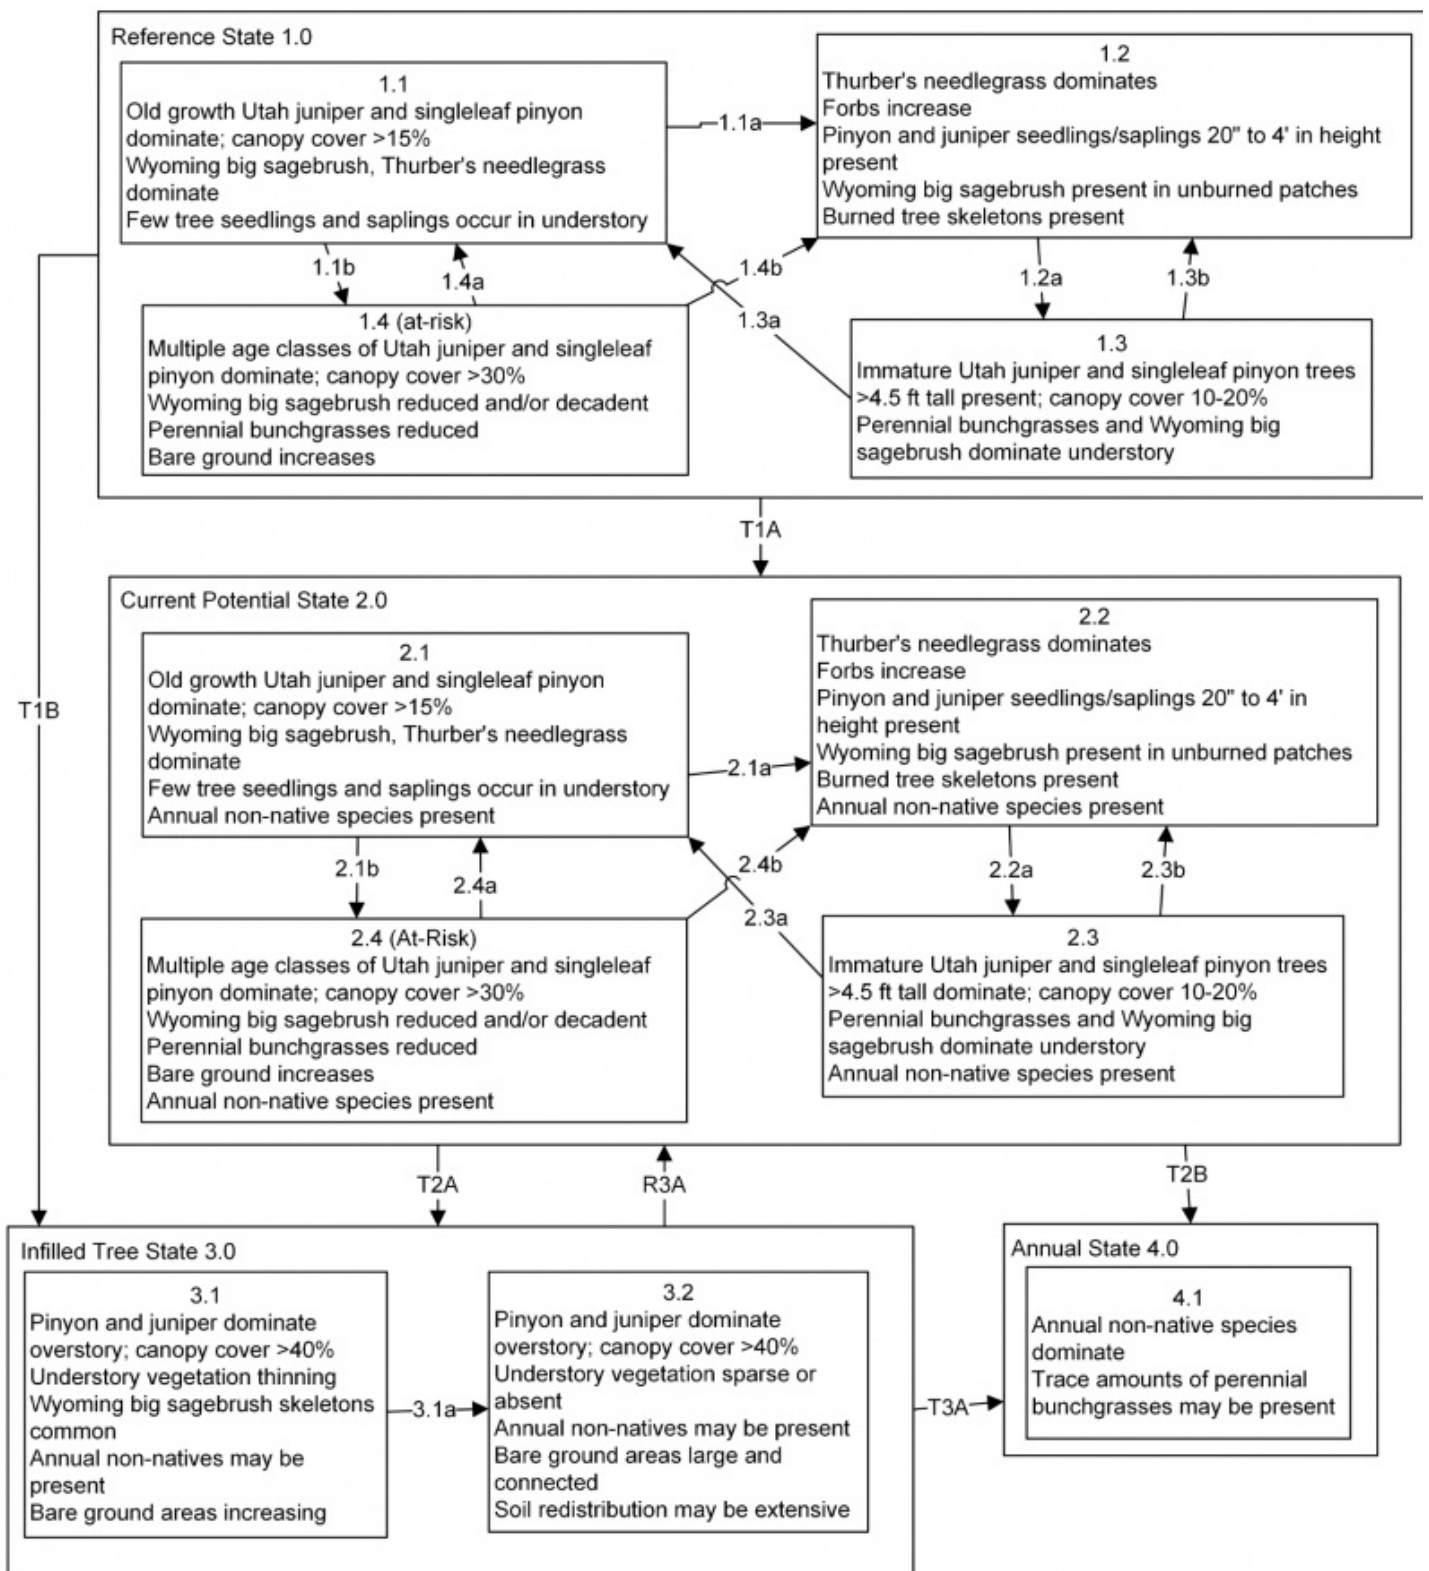 Reference State 1.0
1.1
Old growth Utah juniper and singleleaf pinyon
dominate; canopy cover >15%
Wyoming big sagebrush, Thurber's needlegrass
dominate
Few tree seedlings and saplings occur in understory
1.1a
1.2
Thurber's needlegrass dominates
Forbs increase
Pinyon and juniper seedlings/saplings 20" to 4' in height
present
Wyoming big sagebrush present in unburned patches
Burned tree skeletons present
1.1b
1.4a
1.4b
1.3a
1.2a
1.3b
1.4 (at-risk)
Multiple age classes of Utah juniper and singleleaf
pinyon dominate; canopy cover >30%
Wyoming big sagebrush reduced and/or decadent
Perennial bunchgrasses reduced
Bare ground increases
1.3
Immature Utah juniper and singleleaf pinyon trees
>4.5 ft tall present; canopy cover 10-20%
Perennial bunchgrasses and Wyoming big
sagebrush dominate understory
T1A
T1B
Current Potential State 2.0
2.1
Old growth Utah juniper and singleleaf pinyon
dominate; canopy cover >15%
Wyoming big sagebrush, Thurber's needlegrass
dominate
Few tree seedlings and saplings occur in understory
Annual non-native species present
2.1a
2.2
Thurber's needlegrass dominates
Forbs increase
Pinyon and juniper seedlings/saplings 20" to 4' in
height present
Wyoming big sagebrush present in unburned patches
Burned tree skeletons present
Annual non-native species present
2.1b
2.4a
2.4b
2.3a
2.2a
2.3b
2.4 (At-Risk)
Multiple age classes of Utah juniper and singleleaf
pinyon dominate; canopy cover >30%
Wyoming big sagebrush reduced and/or decadent
Perennial bunchgrasses reduced
Bare ground increases
Annual non-native species present
2.3
Immature Utah juniper and singleleaf pinyon trees
>4.5 ft tall dominate; canopy cover 10-20%
Perennial bunchgrasses and Wyoming big
sagebrush dominate understory
Annual non-native species present
T2A
R3A
T2B
Infilled Tree State 3.0
3.1
Pinyon and juniper dominate
overstory; canopy cover >40%
Understory vegetation thinning
Wyoming big sagebrush skeletons
common
Annual non-natives may be
present
Bare ground areas increasing
3.1a
3.2
Pinyon and juniper dominate
overstory; canopy cover >40%
Understory vegetation sparse or
absent
Annual non-natives may be present
Bare ground areas large and
connected
Soil redistribution may be extensive
T3A
Annual State 4.0
4.1
Annual non-native species
dominate
Trace amounts of perennial
bunchgrasses may be present